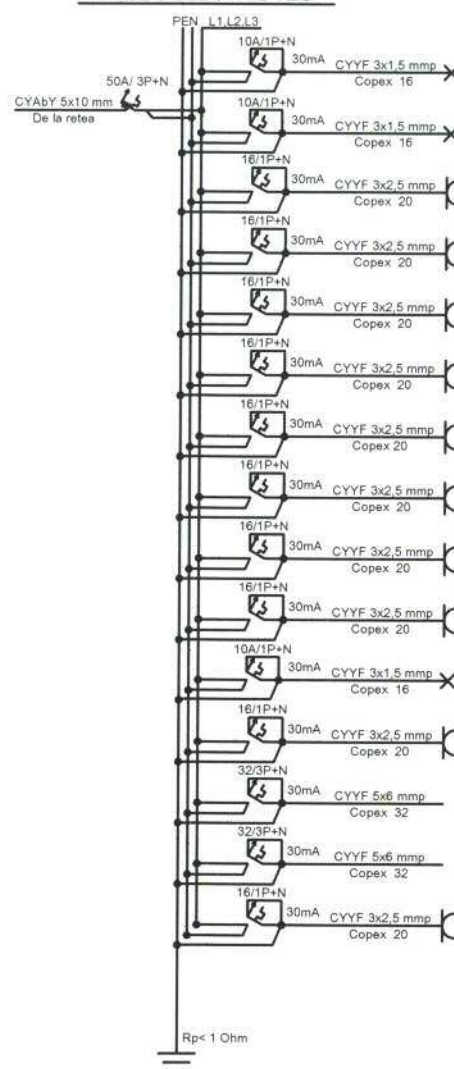 PEN L1,L2,L3
10A/1P+N
30mA CYYF 3x1,5 mmp
Copex 16
50A/ 3P+N
CYAbY 5x10 mm
De la retea
10A/1P+N
30mA CYYF 3x1,5 mmp
Copex 16
16/1P+N
30mA CYYF 3x2,5 mmp
Copex 20
16/1P+N
30mA CYYF 3x2,5 mmp
Copex 20
16/1P+N
30mA CYYF 3x2,5 mmp
Copex 20
16/1P+N
30mA CYYF 3x2,5 mmp
Copex 20
16/1P+N
30mA CYYF 3x2,5 mmp
Copex 20
16/1P+N
30mA CYYF 3x2,5 mmp
Copex 20
16/1P+N
30mA CYYF 3x2,5 mmp
Copex 20
16/1P+N
30mA CYYF 3x2,5 mmp
Copex 20
10A/1P+N
30mA CYYF 3x1,5 mmp
Copex 16
16/1P+N
30mA CYYF 3x2,5 mmp
Copex 20
32/3P+N
30mA CYYF 5x6 mmp
Copex 32
32/3P+N
30mA CYYF 5x6 mmp
Copex 32
16/1P+N
30mA CYYF 3x2,5 mmp
Copex 20
Rp< 1 Ohm